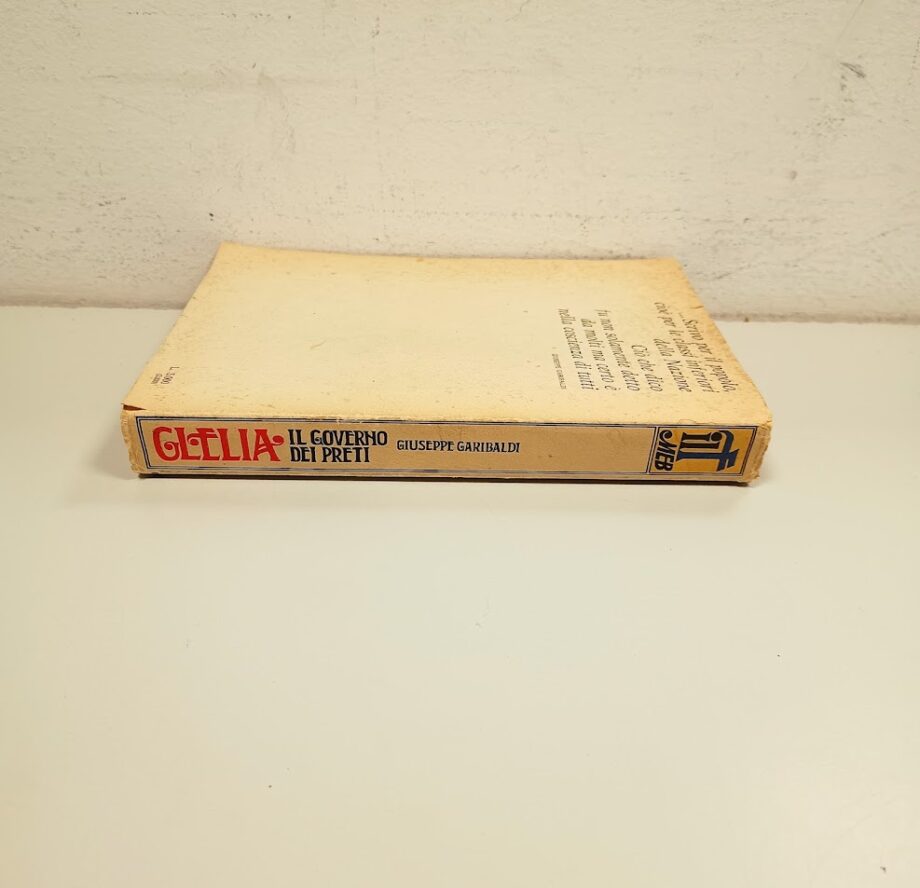 Scrivo per il popolo,
cioè per le classi inferiori
della Nazione
Ciò che dico
fu non solamente detto
da molti ma certo è
nella coscienza di tutti
GIUSEPPE GARIBALDI
CLELIA
IL GOVERNO
DEI PRETI
GIUSEPPE GARIBALDI
MEB